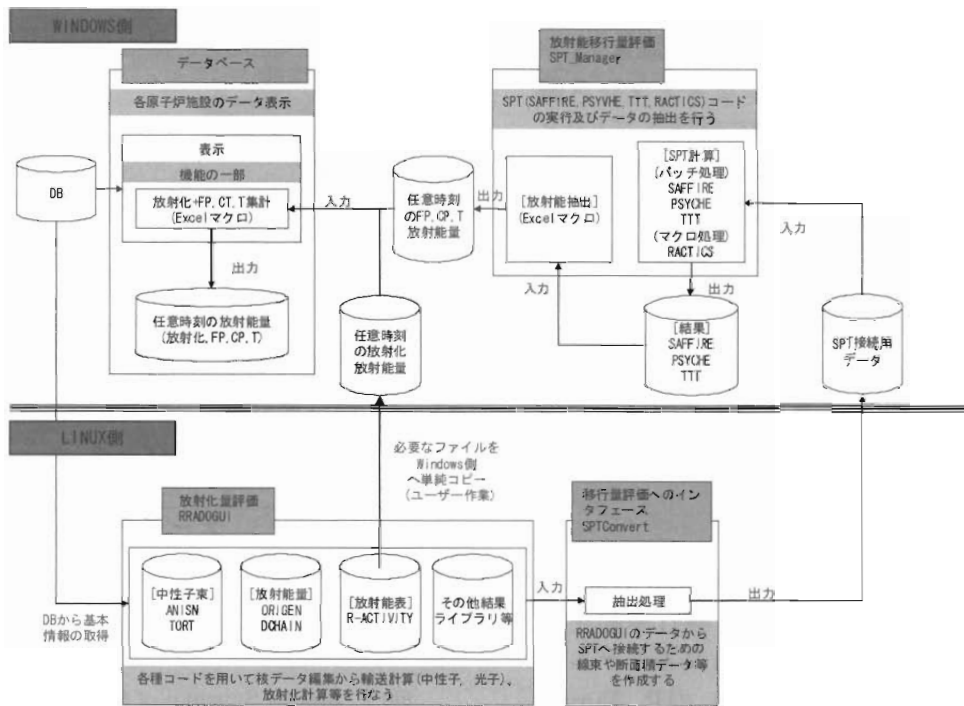 WINDOWS側
データベース
各原子炉施設のデータ表示
表示
機能の一部
放射化+FP,CT,T集計
(Excelマクロ)
DB
出力
任意時刻の放射能量
(放射化,FP,CP,T)
入力
任意時刻
のFP,CP,T
放射能量
任意時刻
の放射化
放射能量
放射能移行量評価
SPT_Manager
SPT(SAFFIRE,PSYVHE,TTT,RACTICS)コード
の実行及びデータの抽出を行う
出力
[放射能抽出]
(Excelマクロ)
[SPT計算]
(バッチ処理)
SAFFIRE
PSYCHE
TTT
(マクロ処理)
RACTICS
入力
入力
出力
[結果]
SAFFIRE
PSYCHE
TTT
SPT接続用
データ
LINUX側
必要なファイルを
Windows側
へ単純コピー
(ユーザー作業)
放射化量評価
RRADOGUI
[中性子束]
ANISN
TORT
[放射能量]
ORIGEN
DCHAIN
[放射能表]
R-ACTIVITY
その他結果
ライブラリ等
DBから基本
情報の取得
各種コードを用いて核データ編集から輸送計算(中性子, 光子)、
放射化計算等を行なう
入力
移行量評価へのイン
タフェース
SPTConvert
抽出処理
出力
RRADOGUIのデータから
SPTへ接続するための
線束や断面積データ等
を作成する